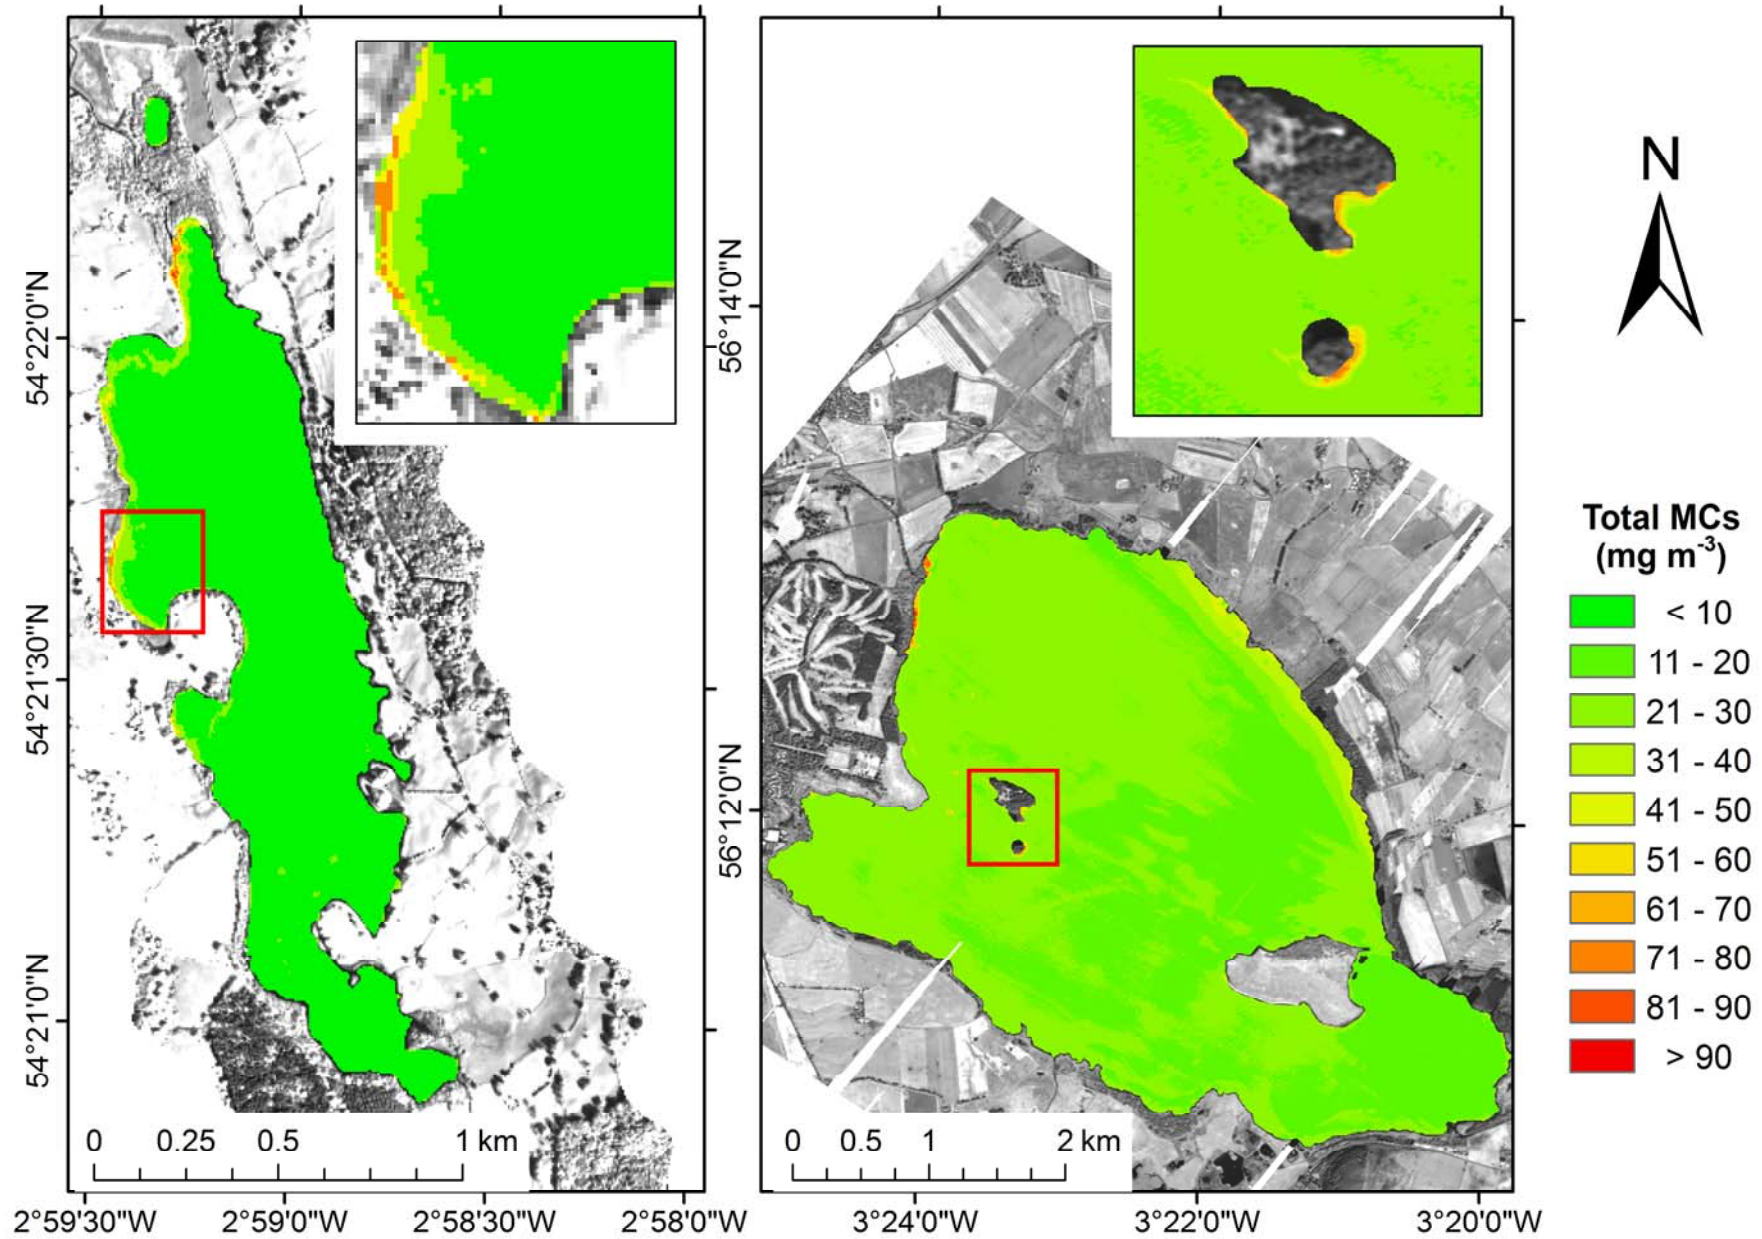 54°22'0"N
54°21'30"N
54°21'0"N
0 0.25 0.5 1 km
2°59'30"W 2°59'0"W 2°58'30"W 2°58'0"W
56°14'0"N
56°12'0"N
0 0.5 1 2 km
3°24'0"W 3°22'0"W 3°20'0"W
N
Total MCs
(mg m⁻³)
< 10
11 - 20
21 - 30
31 - 40
41 - 50
51 - 60
61 - 70
71 - 80
81 - 90
> 90